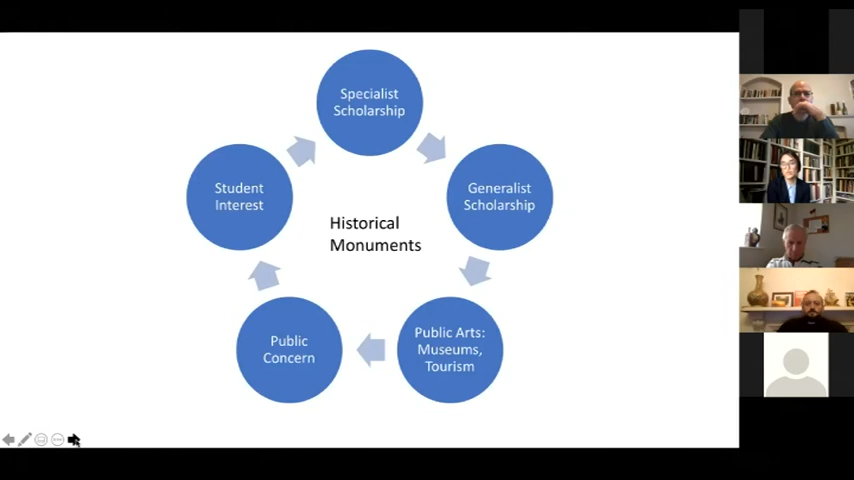 Specialist
Scholarship
Generalist
Scholarship
Public Arts:
Museums,
Tourism
Public
Concern
Student
Interest
Historical
Monuments